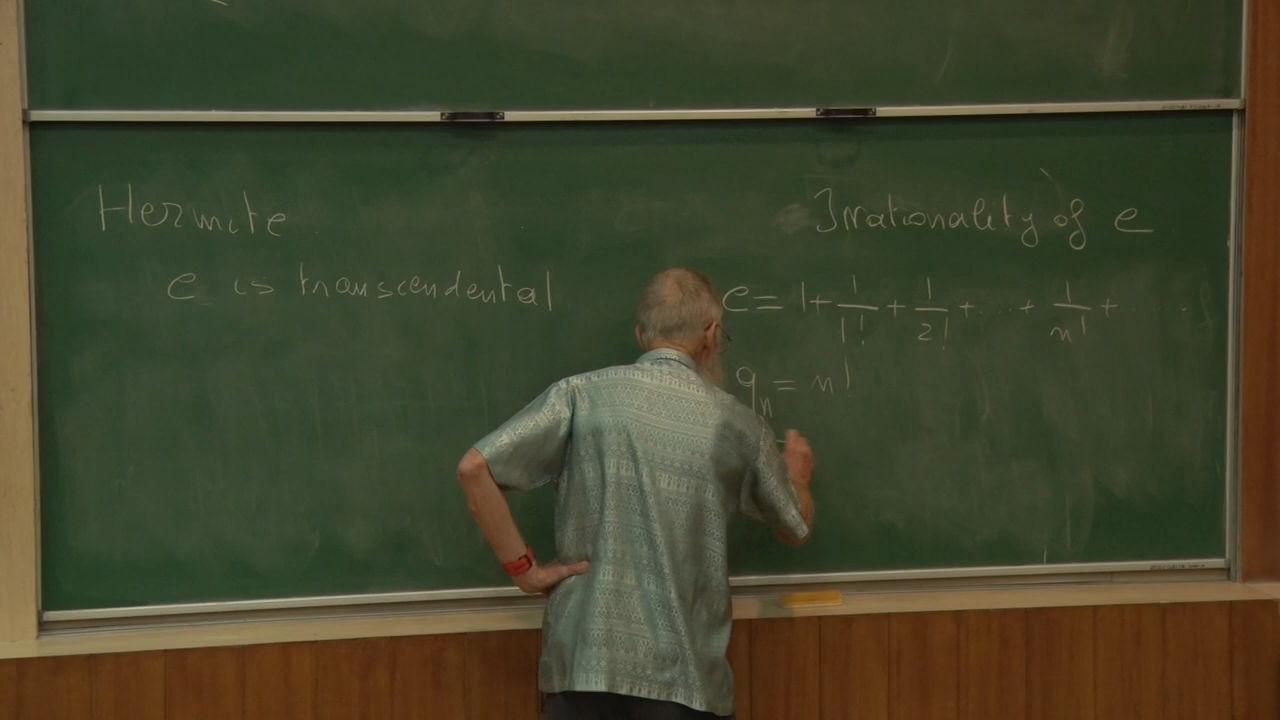 Hermite
e is transcendental
Irrationality of e
e = 1 + 1/1! + 1/2! + ... + 1/n! + ...
q_n = n!